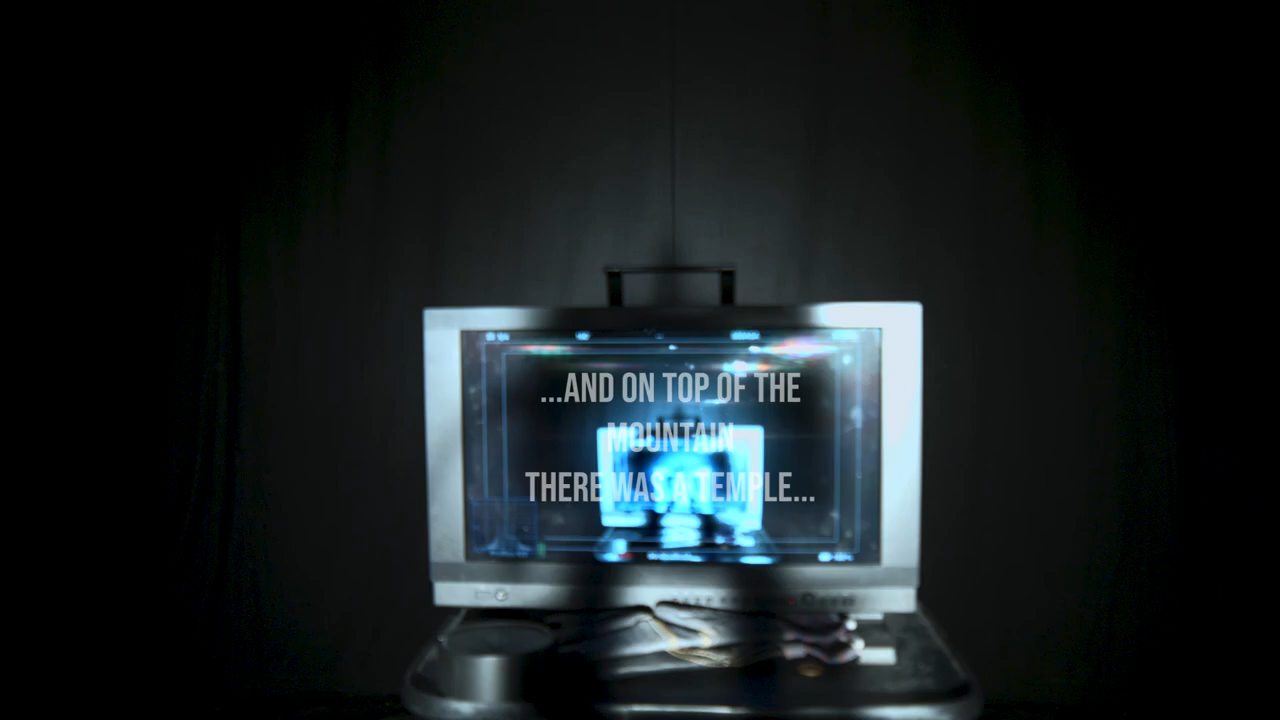 ...AND ON TOP OF THE
MOUNTAIN
THERE WAS A TEMPLE...